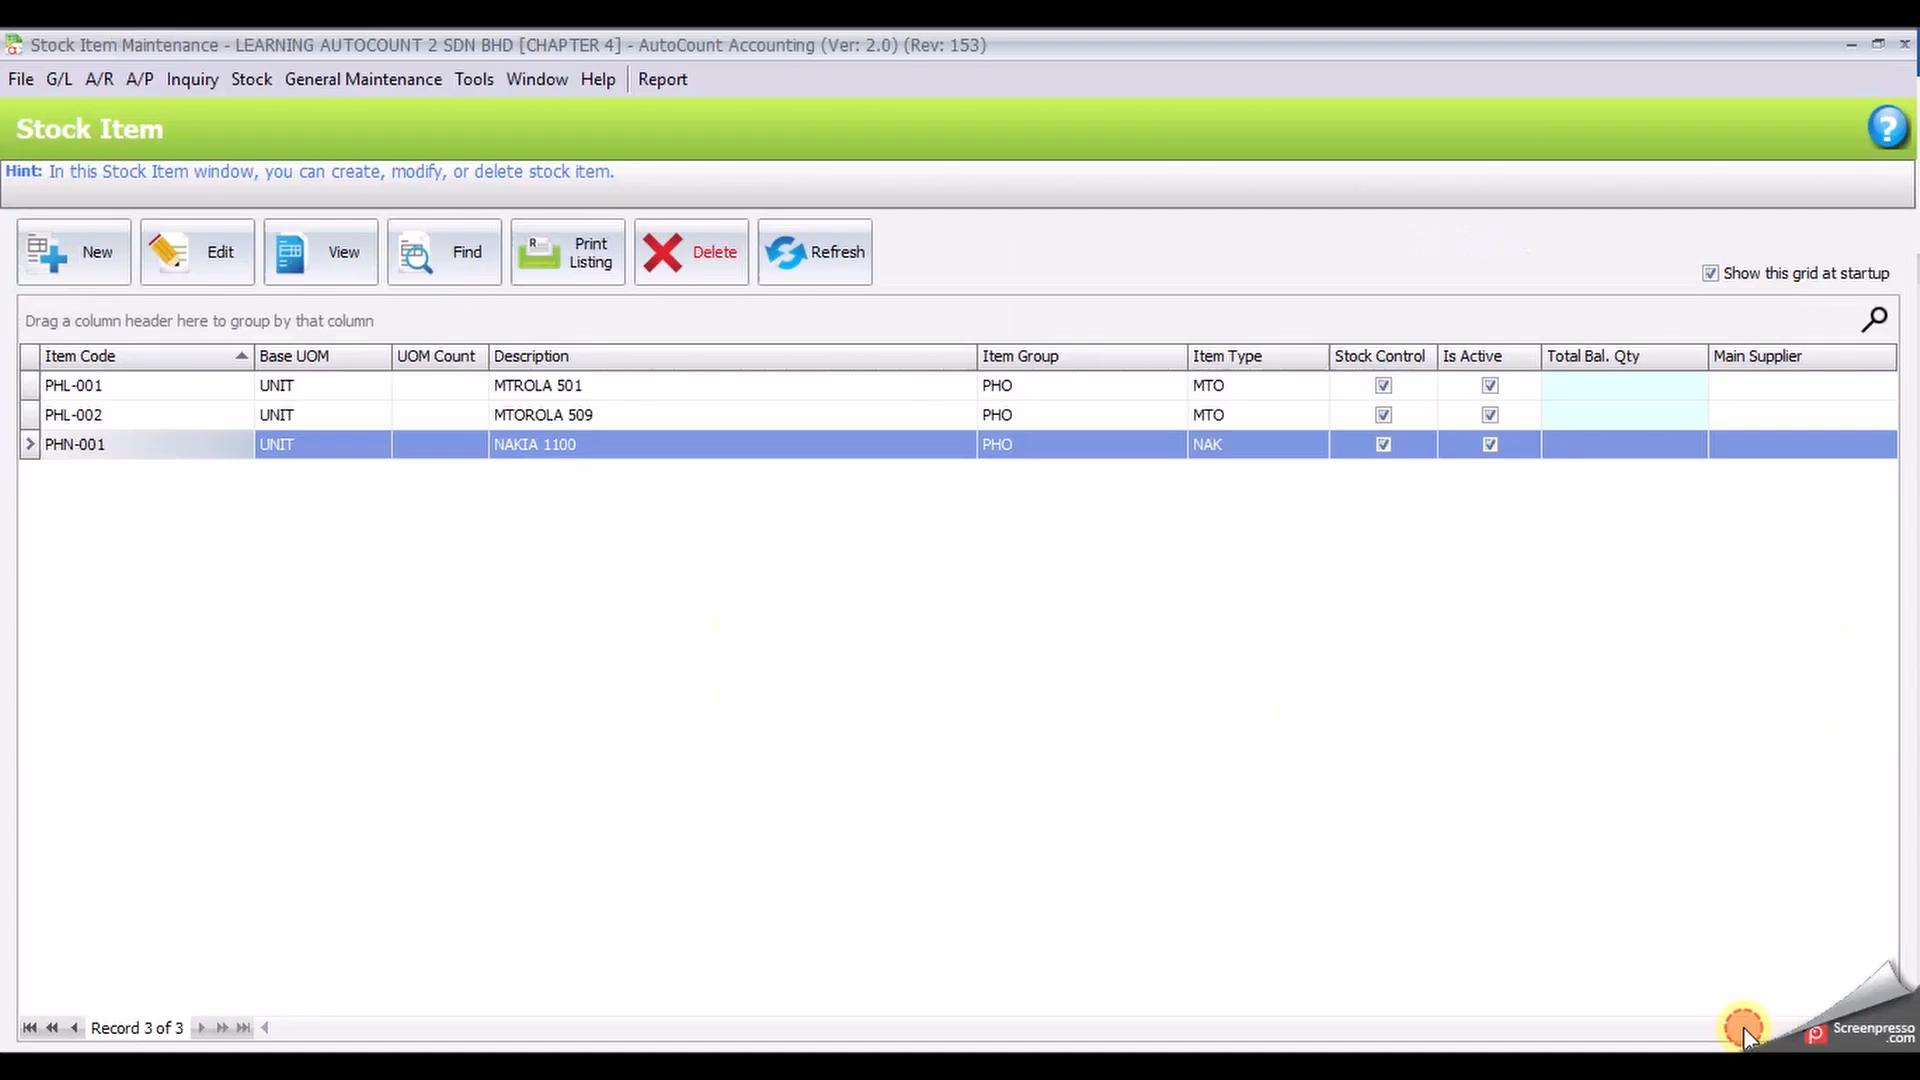 Stock Item Maintenance - LEARNING AUTOCOUNT 2 SDN BHD [CHAPTER 4] - AutoCount Accounting (Ver: 2.0) (Rev: 153)
File G/L A/R A/P Inquiry Stock General Maintenance Tools Window Help Report
Stock Item
Hint: In this Stock Item window, you can create, modify, or delete stock item.
New Edit View Find Print Listing Delete Refresh
Show this grid at startup
Drag a column header here to group by that column
Item Code Base UOM UOM Count Description Item Group Item Type Stock Control Is Active Total Bal. Qty Main Supplier
PHL-001 UNIT MTROLA 501 PHO MTO
PHL-002 UNIT MTOROLA 509 PHO MTO
PHN-001 UNIT NAKIA 1100 PHO NAK
Record 3 of 3
Screenpresso
.com